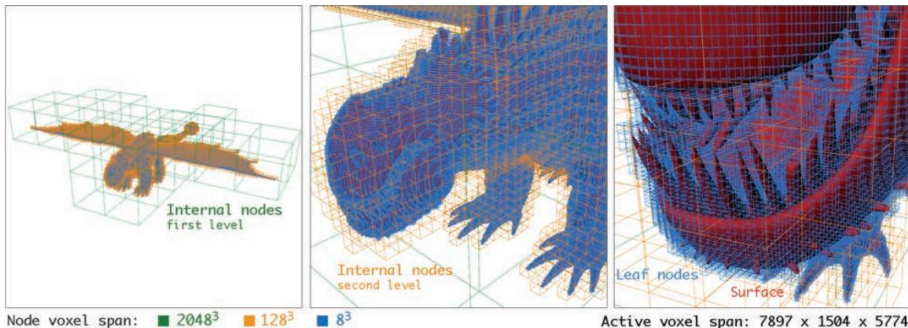 Internal nodes
first level
Internal nodes
second level
Leaf nodes
Surface
Node voxel span: 2048³ 128³ 8³
Active voxel span: 7897 x 1504 x 5774